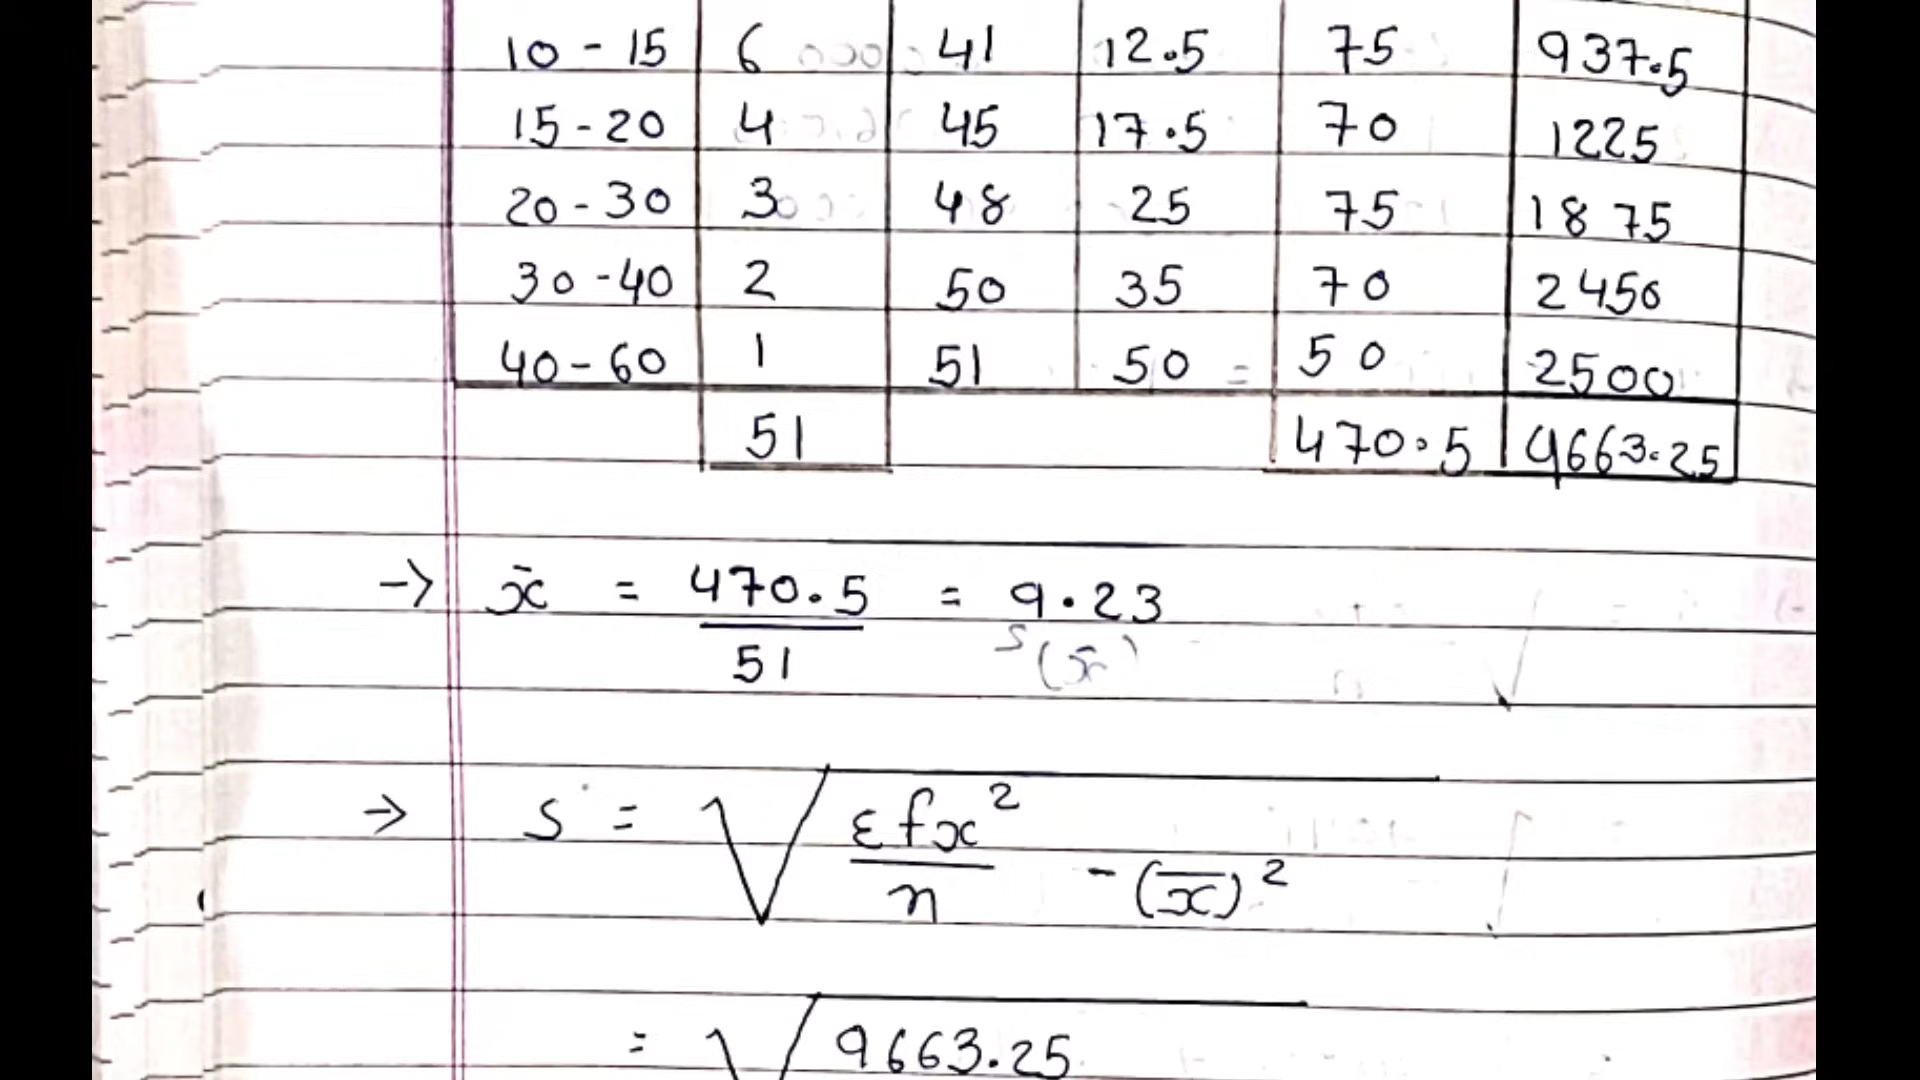 10 - 15 6 41 12.5 75 937.5
15 - 20 4 45 17.5 70 1225
20 - 30 3 48 25 75 1875
30 - 40 2 50 35 70 2450
40 - 60 1 51 50 50 2500
51 470.5 9663.25
→ x̄ = 470.5 = 9.23
51
S(x̄)
→ S = √ Σfx²
n - (x̄)²
= √ 9663.25